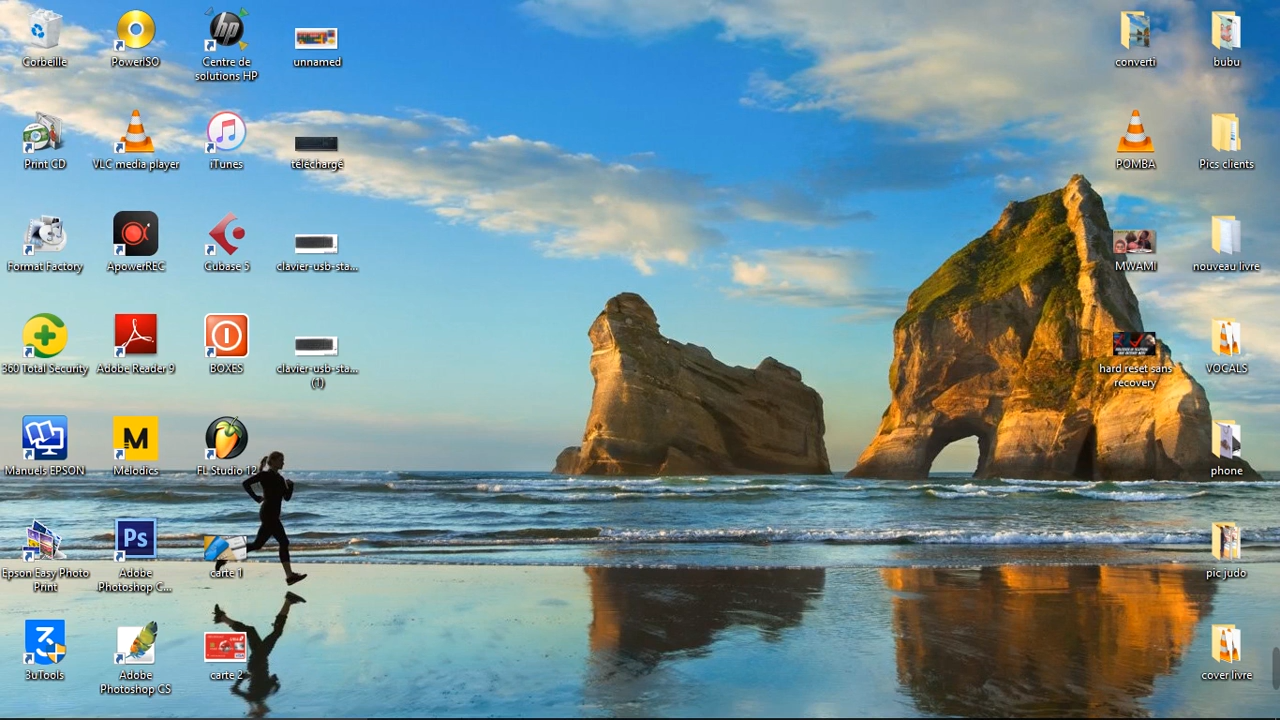 Corbeille
PowerISO
Centre de
solutions HP
unnamed
converti
bubu
Print CD
VLC media player
iTunes
téléchargé
POMBA
Pics clients
Format Factory
ApowerREC
Cubase 5
clavier-usb-sta...
MWAMI
nouveau livre
360 Total Security
Adobe Reader 9
BOXES
clavier-usb-sta...
(1)
hard reset sans
recovery
VOCALS
Manuels EPSON
Melodics
FL Studio 12
phone
Epson Easy Photo
Print
Adobe
Photoshop C...
carte 1
pic judo
3uTools
Adobe
Photoshop CS
carte 2
cover livre
hp
M
Ps